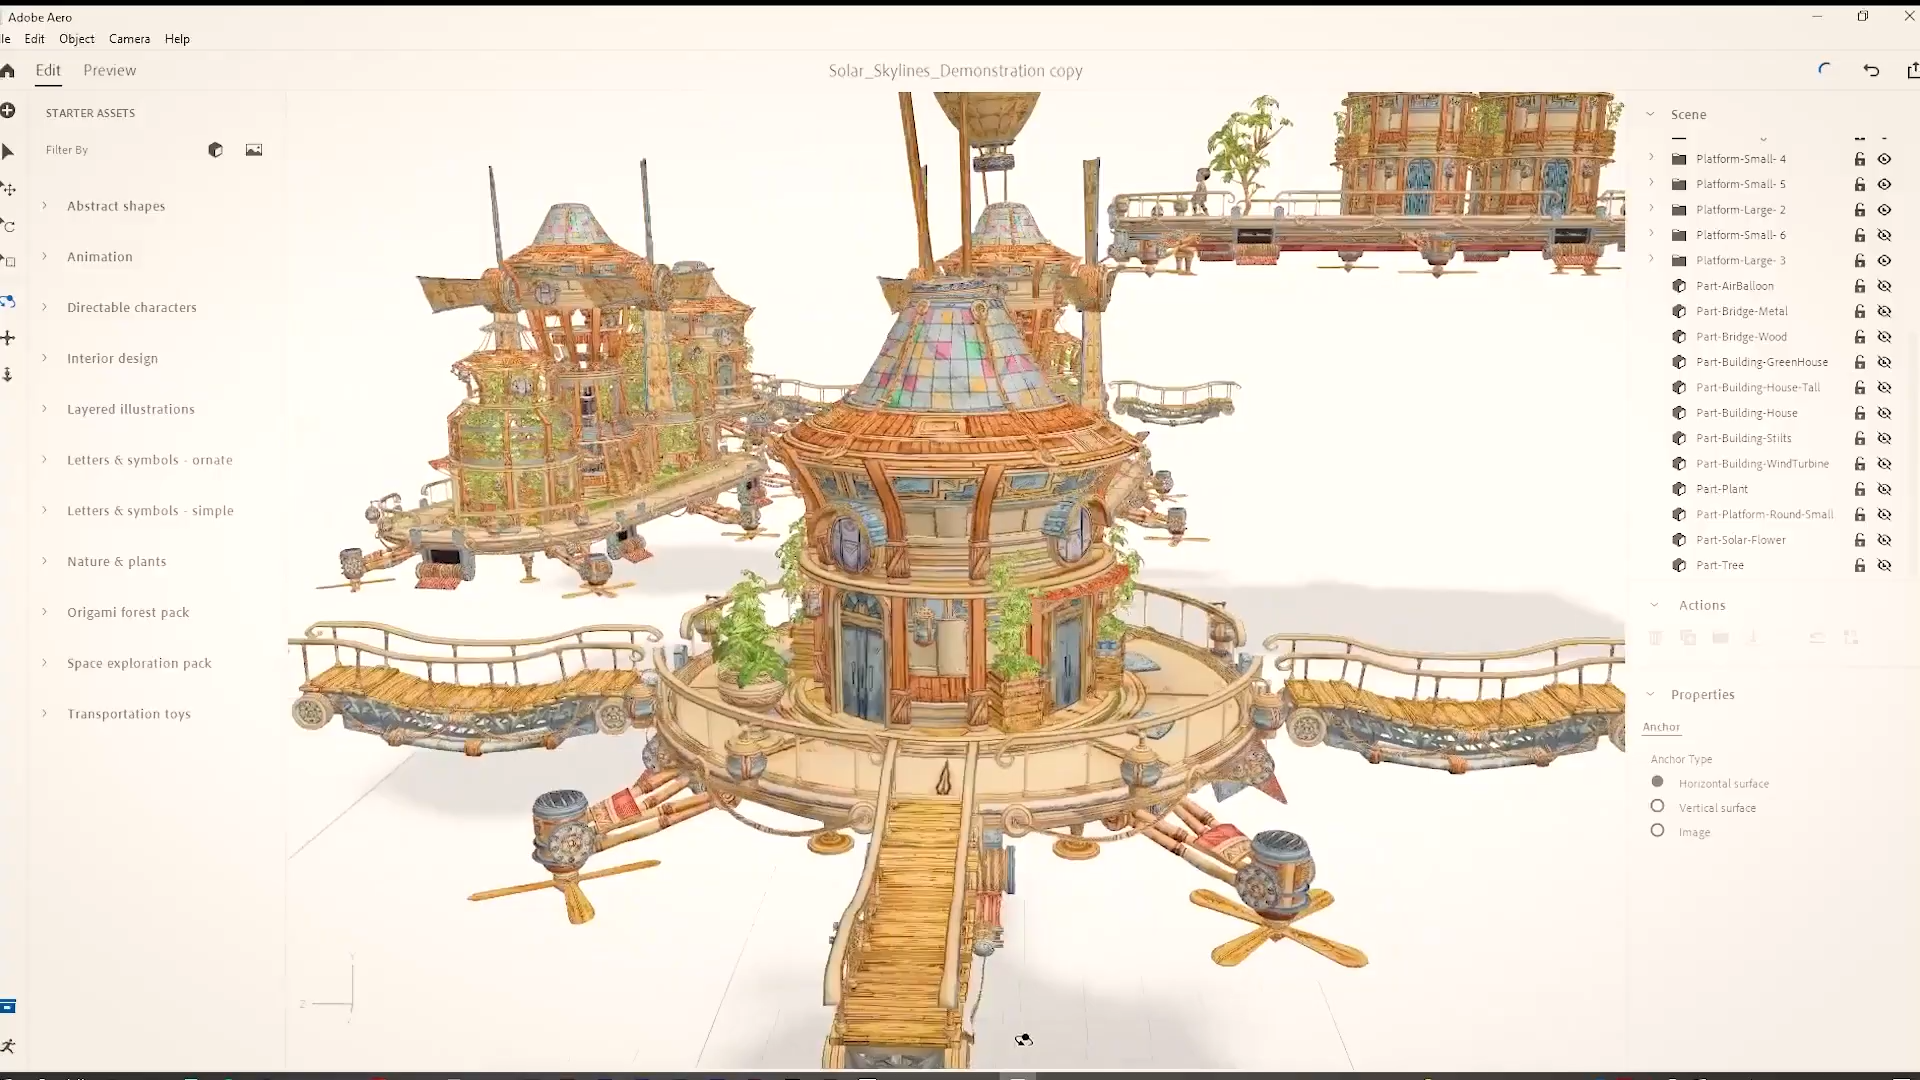 Adobe Aero
le Edit Object Camera Help
Edit Preview
Solar_Skylines_Demonstration copy
STARTER ASSETS
Filter By
Abstract shapes
Animation
Directable characters
Interior design
Layered illustrations
Letters & symbols - ornate
Letters & symbols - simple
Nature & plants
Origami forest pack
Space exploration pack
Transportation toys
Z
Scene
Platform-Small- 4
Platform-Small- 5
Platform-Large- 2
Platform-Small- 6
Platform-Large- 3
Part-AirBalloon
Part-Bridge-Metal
Part-Bridge-Wood
Part-Building-GreenHouse
Part-Building-House-Tall
Part-Building-House
Part-Building-Stilts
Part-Building-WindTurbine
Part-Plant
Part-Platform-Round-Small
Part-Solar-Flower
Part-Tree
Actions
Properties
Anchor
Anchor Type
Horizontal surface
Vertical surface
Image